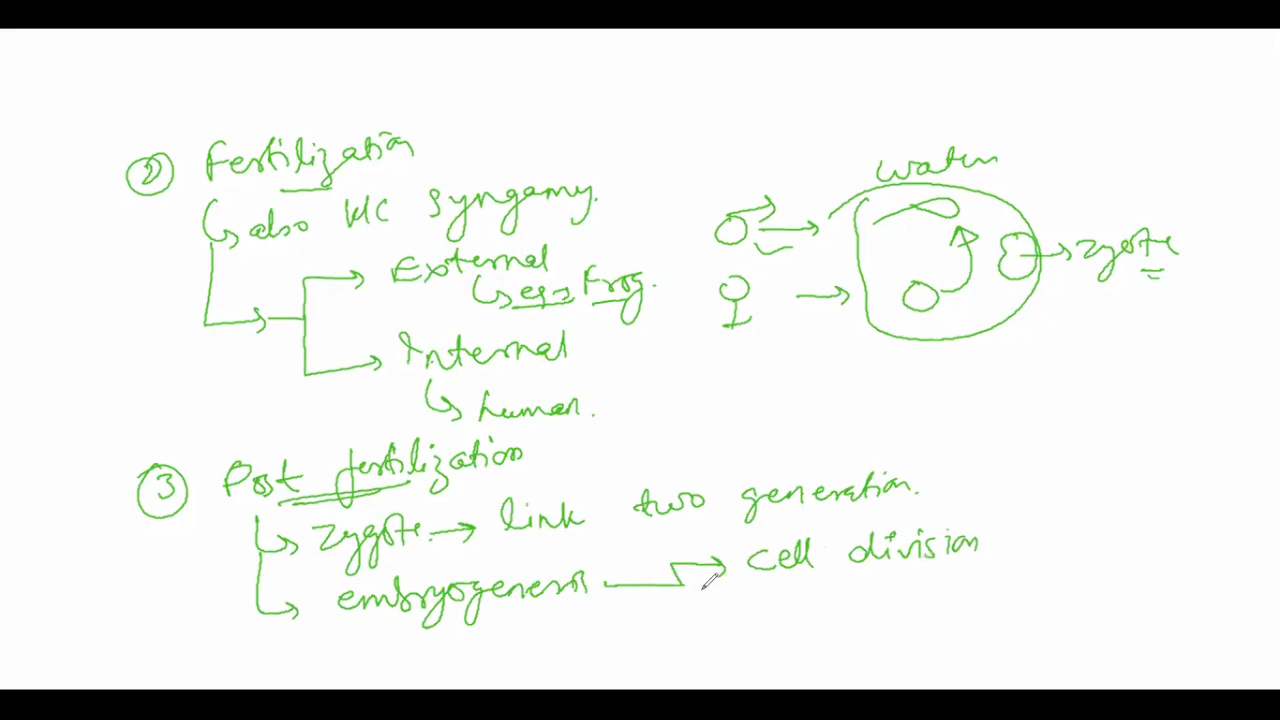 ② Fertilization
also KC Syngamy.
External
eg → Frog.
Internal
human.
water
zygote
③ Post fertilization
zygote → link two generation.
embryogenesis → cell division